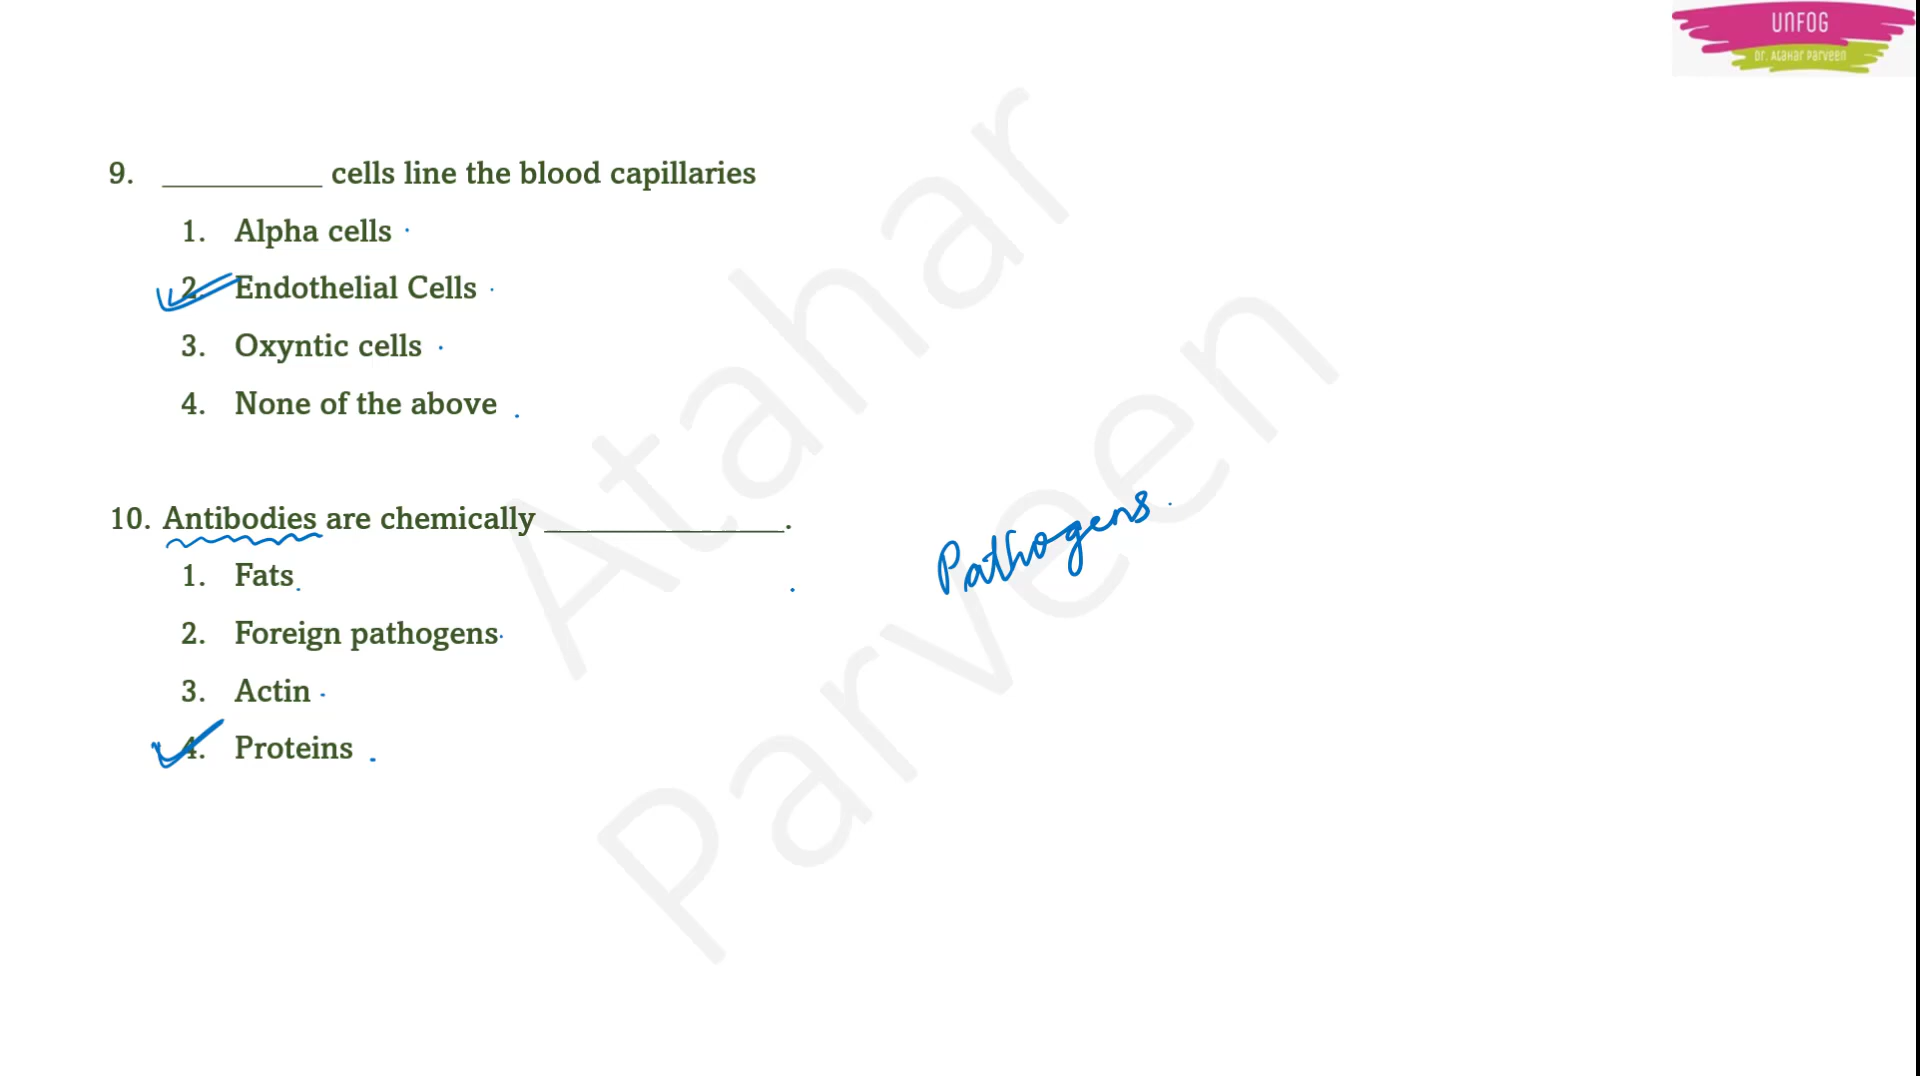 UNFOG
Dr. Atahar Parveen
9. __________ cells line the blood capillaries
1. Alpha cells
2. Endothelial Cells
3. Oxyntic cells
4. None of the above
10. Antibodies are chemically _______________.
Pathogens.
1. Fats
2. Foreign pathogens
3. Actin
4. Proteins
Atahar
Parveen